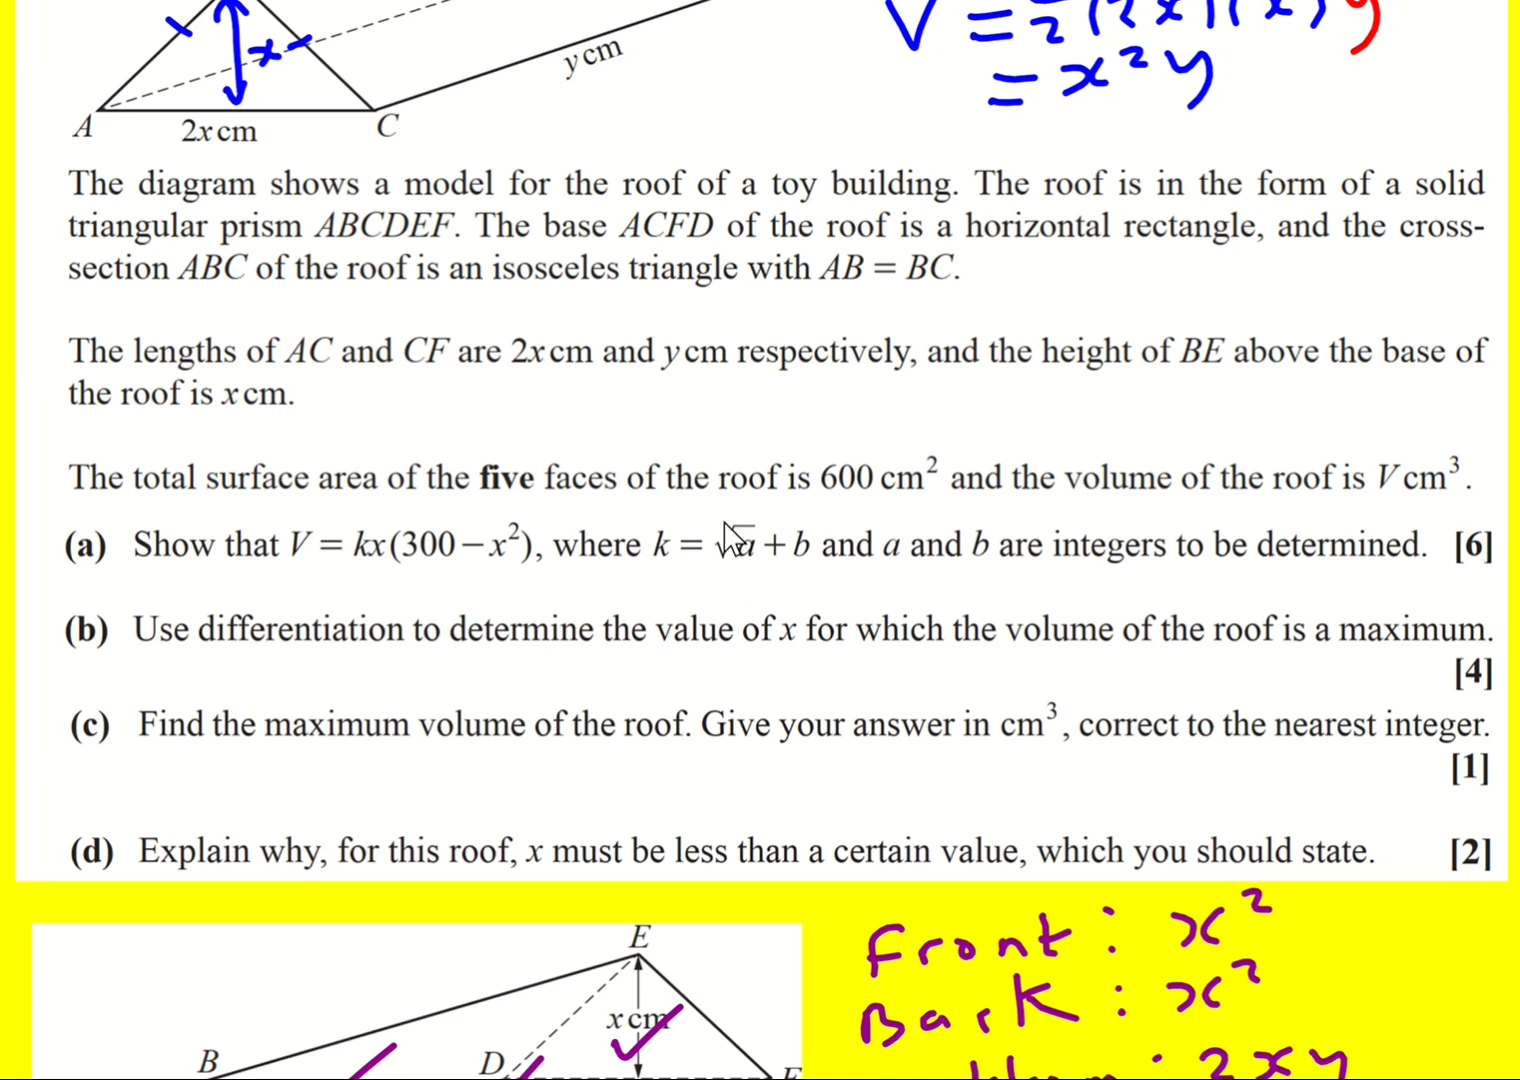 x
y cm
V = 1/2 (2x)(x) y
= x²y
A
2x cm
C
The diagram shows a model for the roof of a toy building. The roof is in the form of a solid
triangular prism ABCDEF. The base ACFD of the roof is a horizontal rectangle, and the cross-
section ABC of the roof is an isosceles triangle with AB = BC.
The lengths of AC and CF are 2x cm and y cm respectively, and the height of BE above the base of
the roof is x cm.
The total surface area of the five faces of the roof is 600 cm² and the volume of the roof is V cm³.
(a) Show that V = kx(300 − x²), where k = √a + b and a and b are integers to be determined. [6]
(b) Use differentiation to determine the value of x for which the volume of the roof is a maximum.
[4]
(c) Find the maximum volume of the roof. Give your answer in cm³, correct to the nearest integer.
[1]
(d) Explain why, for this roof, x must be less than a certain value, which you should state. [2]
Front : x²
E
Back : x²
x cm
B
D
F
: 2xy